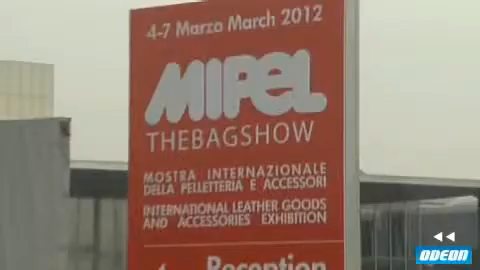 4-7 Marzo March 2012
MIPEL
THEBAGSHOW
MOSTRA INTERNAZIONALE
DELLA PELLETTERIA E ACCESSORI
INTERNATIONAL LEATHER GOODS
AND ACCESSORIES EXHIBITION
Reception
ODEON